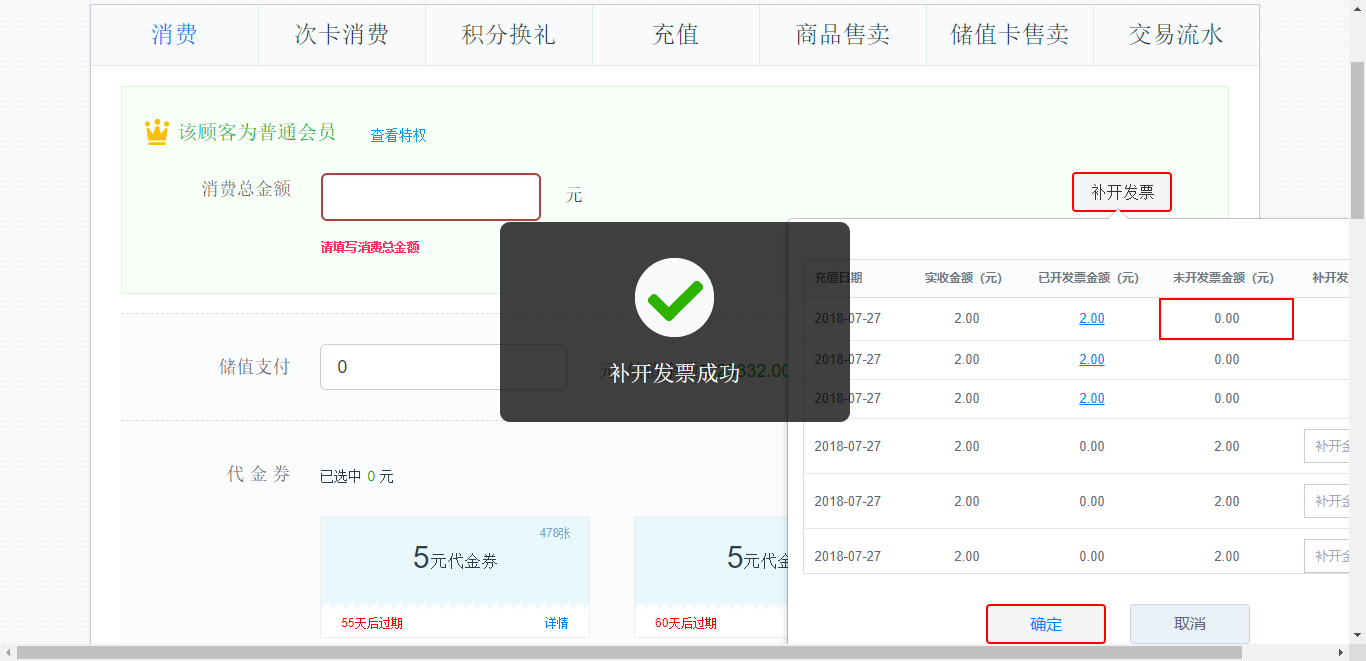 消费 次卡消费 积分换礼 充值 商品售卖 储值卡售卖 交易流水
该顾客为普通会员 查看特权
消费总金额 元 补开发票
请填写消费总金额
充值日期 实收金额（元） 已开发票金额（元） 未开发票金额（元） 补开发
2018-07-27 2.00 2.00 0.00
2018-07-27 2.00 2.00 0.00
储值支付 0 332.00
补开发票成功
2018-07-27 2.00 2.00 0.00
2018-07-27 2.00 0.00 2.00 补开金
代金券 已选中 0 元
2018-07-27 2.00 0.00 2.00 补开金
478张
5元代金券 5元代金
2018-07-27 2.00 0.00 2.00 补开金
55天后过期 详情 60天后过期
确定 取消